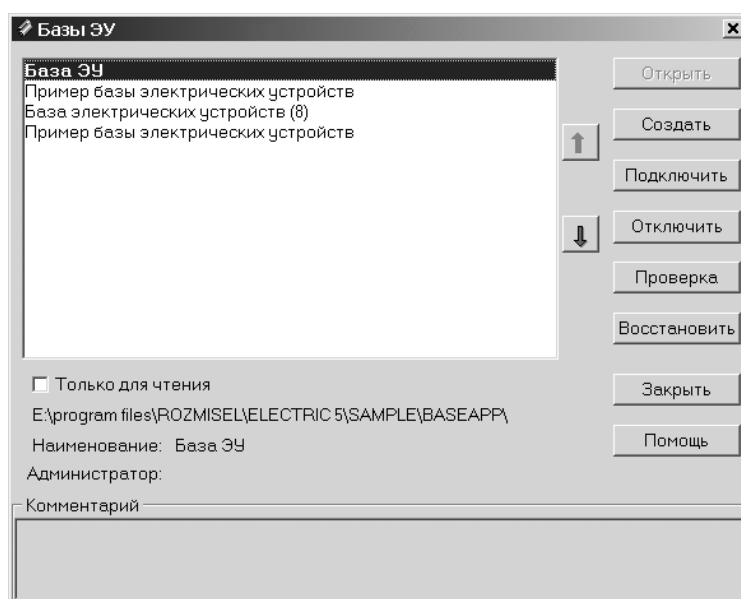 Базы ЭУ
База ЭУ
Пример базы электрических устройств
База электрических устройств (8)
Пример базы электрических устройств
Открыть
Создать
Подключить
Отключить
Проверка
Восстановить
Закрыть
Помощь
Только для чтения
E:\program files\ROZMISEL\ELECTRIC 5\SAMPLE\BASEAPP\
Наименование: База ЭУ
Администратор:
Комментарий